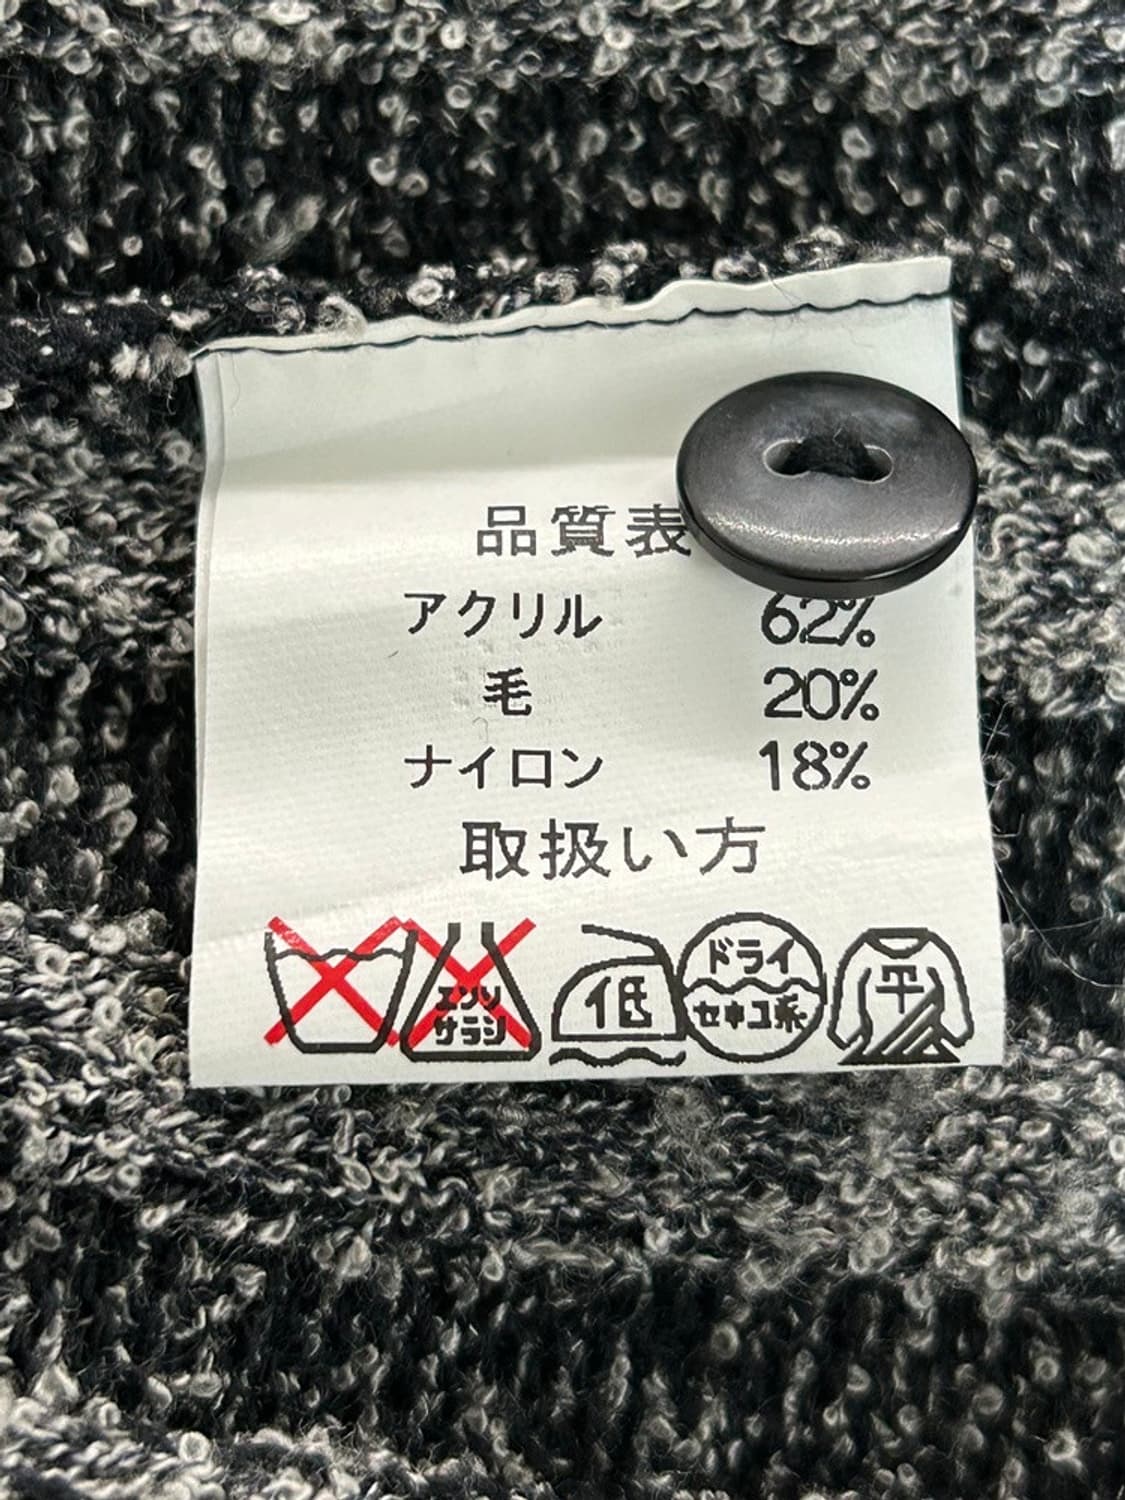 品質表
アクリル 62%
毛 20%
ナイロン 18%
取扱い方
エンソ
サラシ
低
ドライ
セキユ系
平